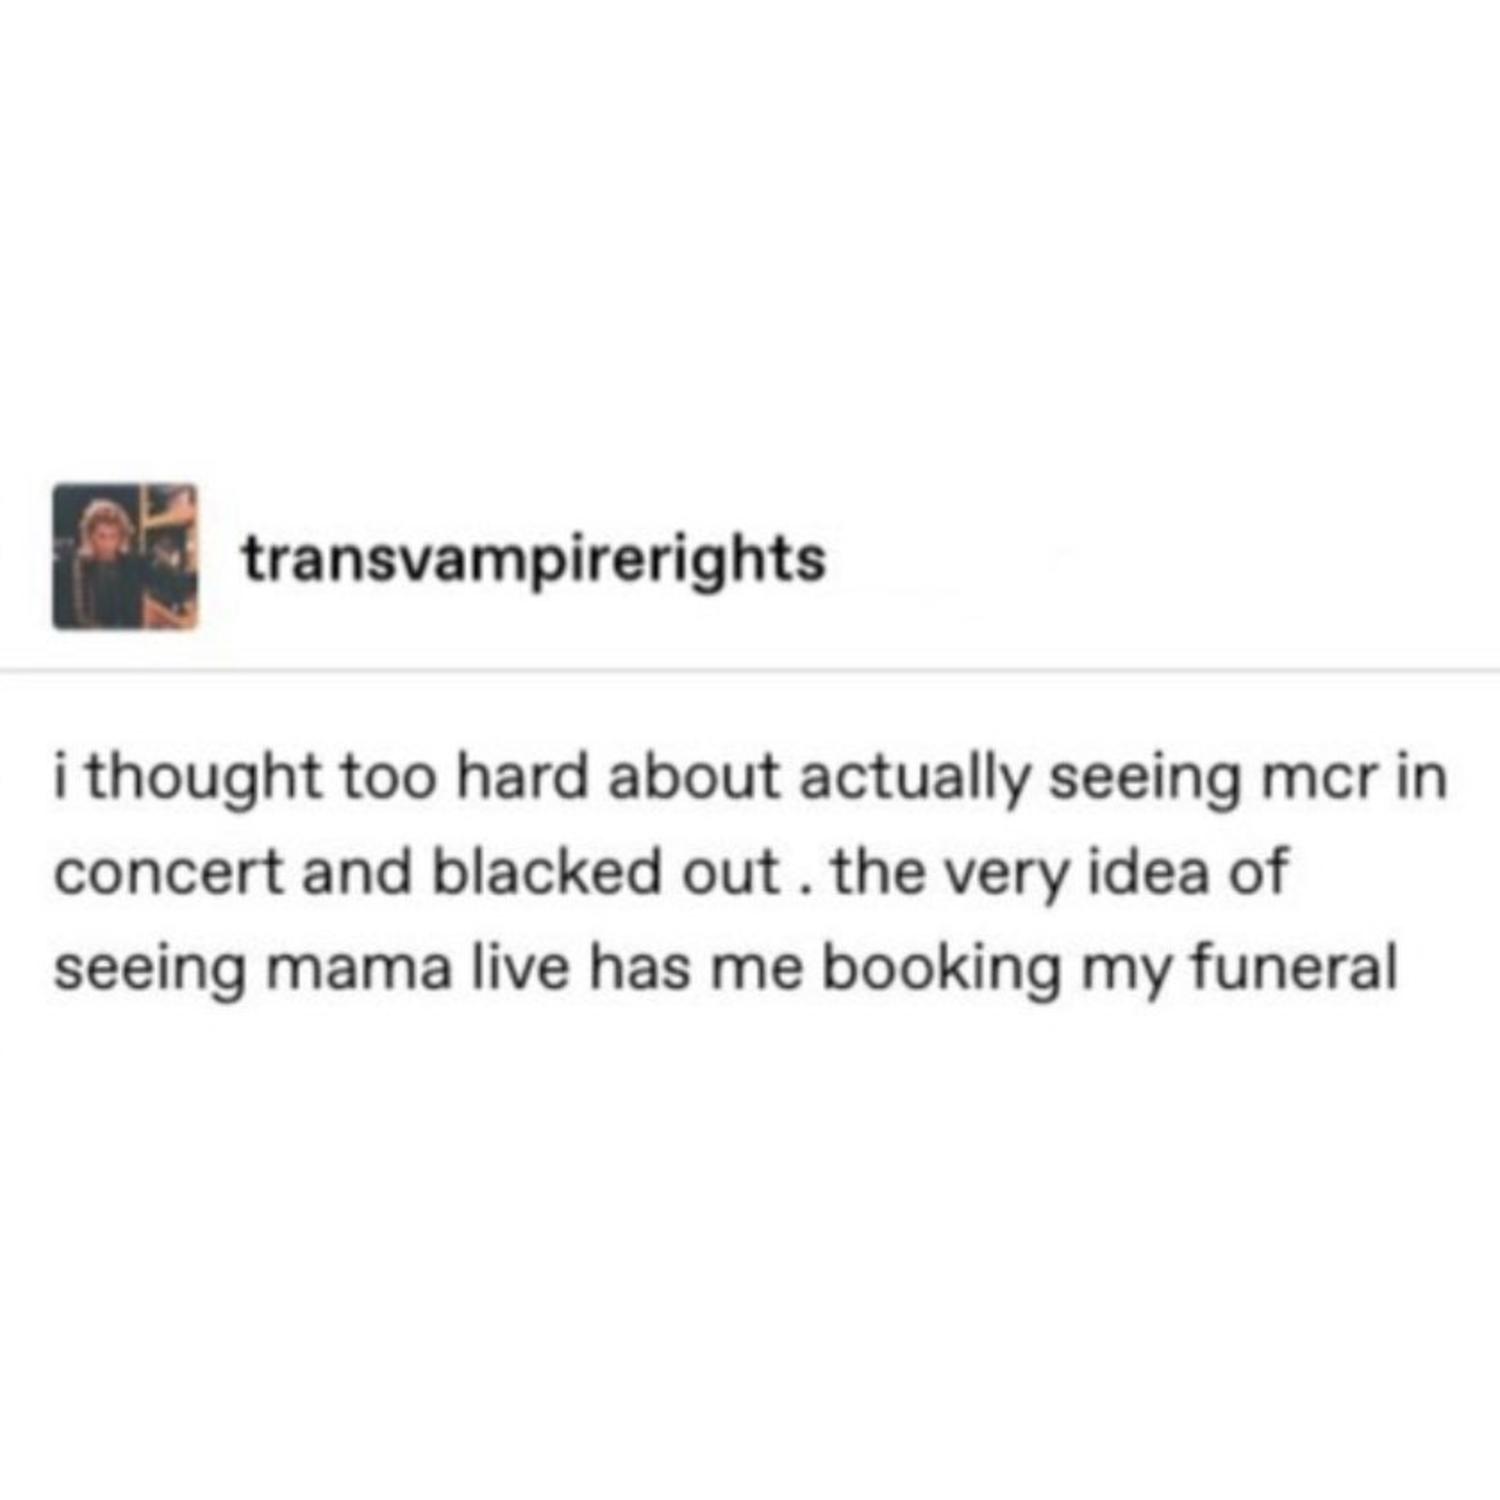 transvampirerights
i thought too hard about actually seeing mcr in
concert and blacked out . the very idea of
seeing mama live has me booking my funeral